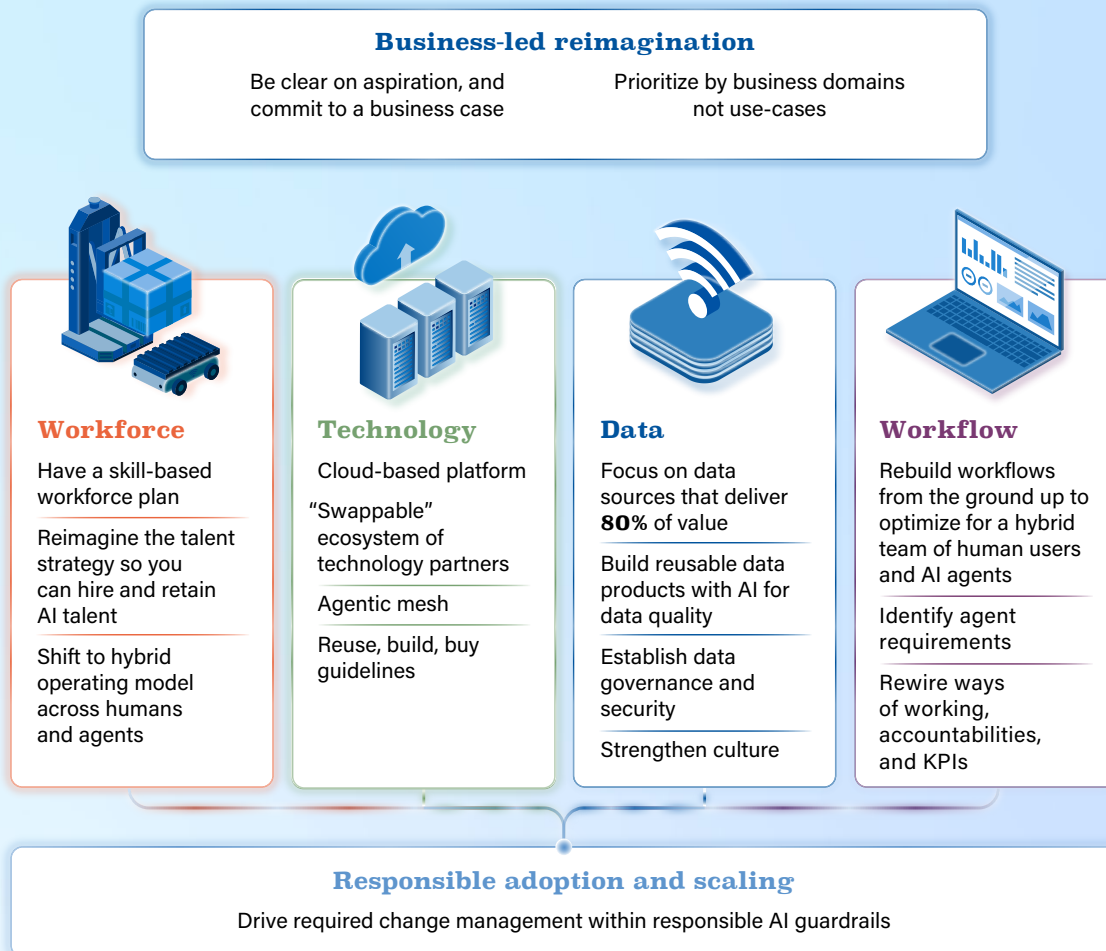 Business-led reimagination
Be clear on aspiration, and
commit to a business case
Prioritize by business domains
not use-cases
Workforce
Have a skill-based
workforce plan
Reimagine the talent
strategy so you
can hire and retain
AI talent
Shift to hybrid
operating model
across humans
and agents
Technology
Cloud-based platform
“Swappable”
ecosystem of
technology partners
Agentic mesh
Reuse, build, buy
guidelines
Data
Focus on data
sources that deliver
80% of value
Build reusable data
products with AI for
data quality
Establish data
governance and
security
Strengthen culture
Workflow
Rebuild workflows
from the ground up to
optimize for a hybrid
team of human users
and AI agents
Identify agent
requirements
Rewire ways
of working,
accountabilities,
and KPIs
Responsible adoption and scaling
Drive required change management within responsible AI guardrails